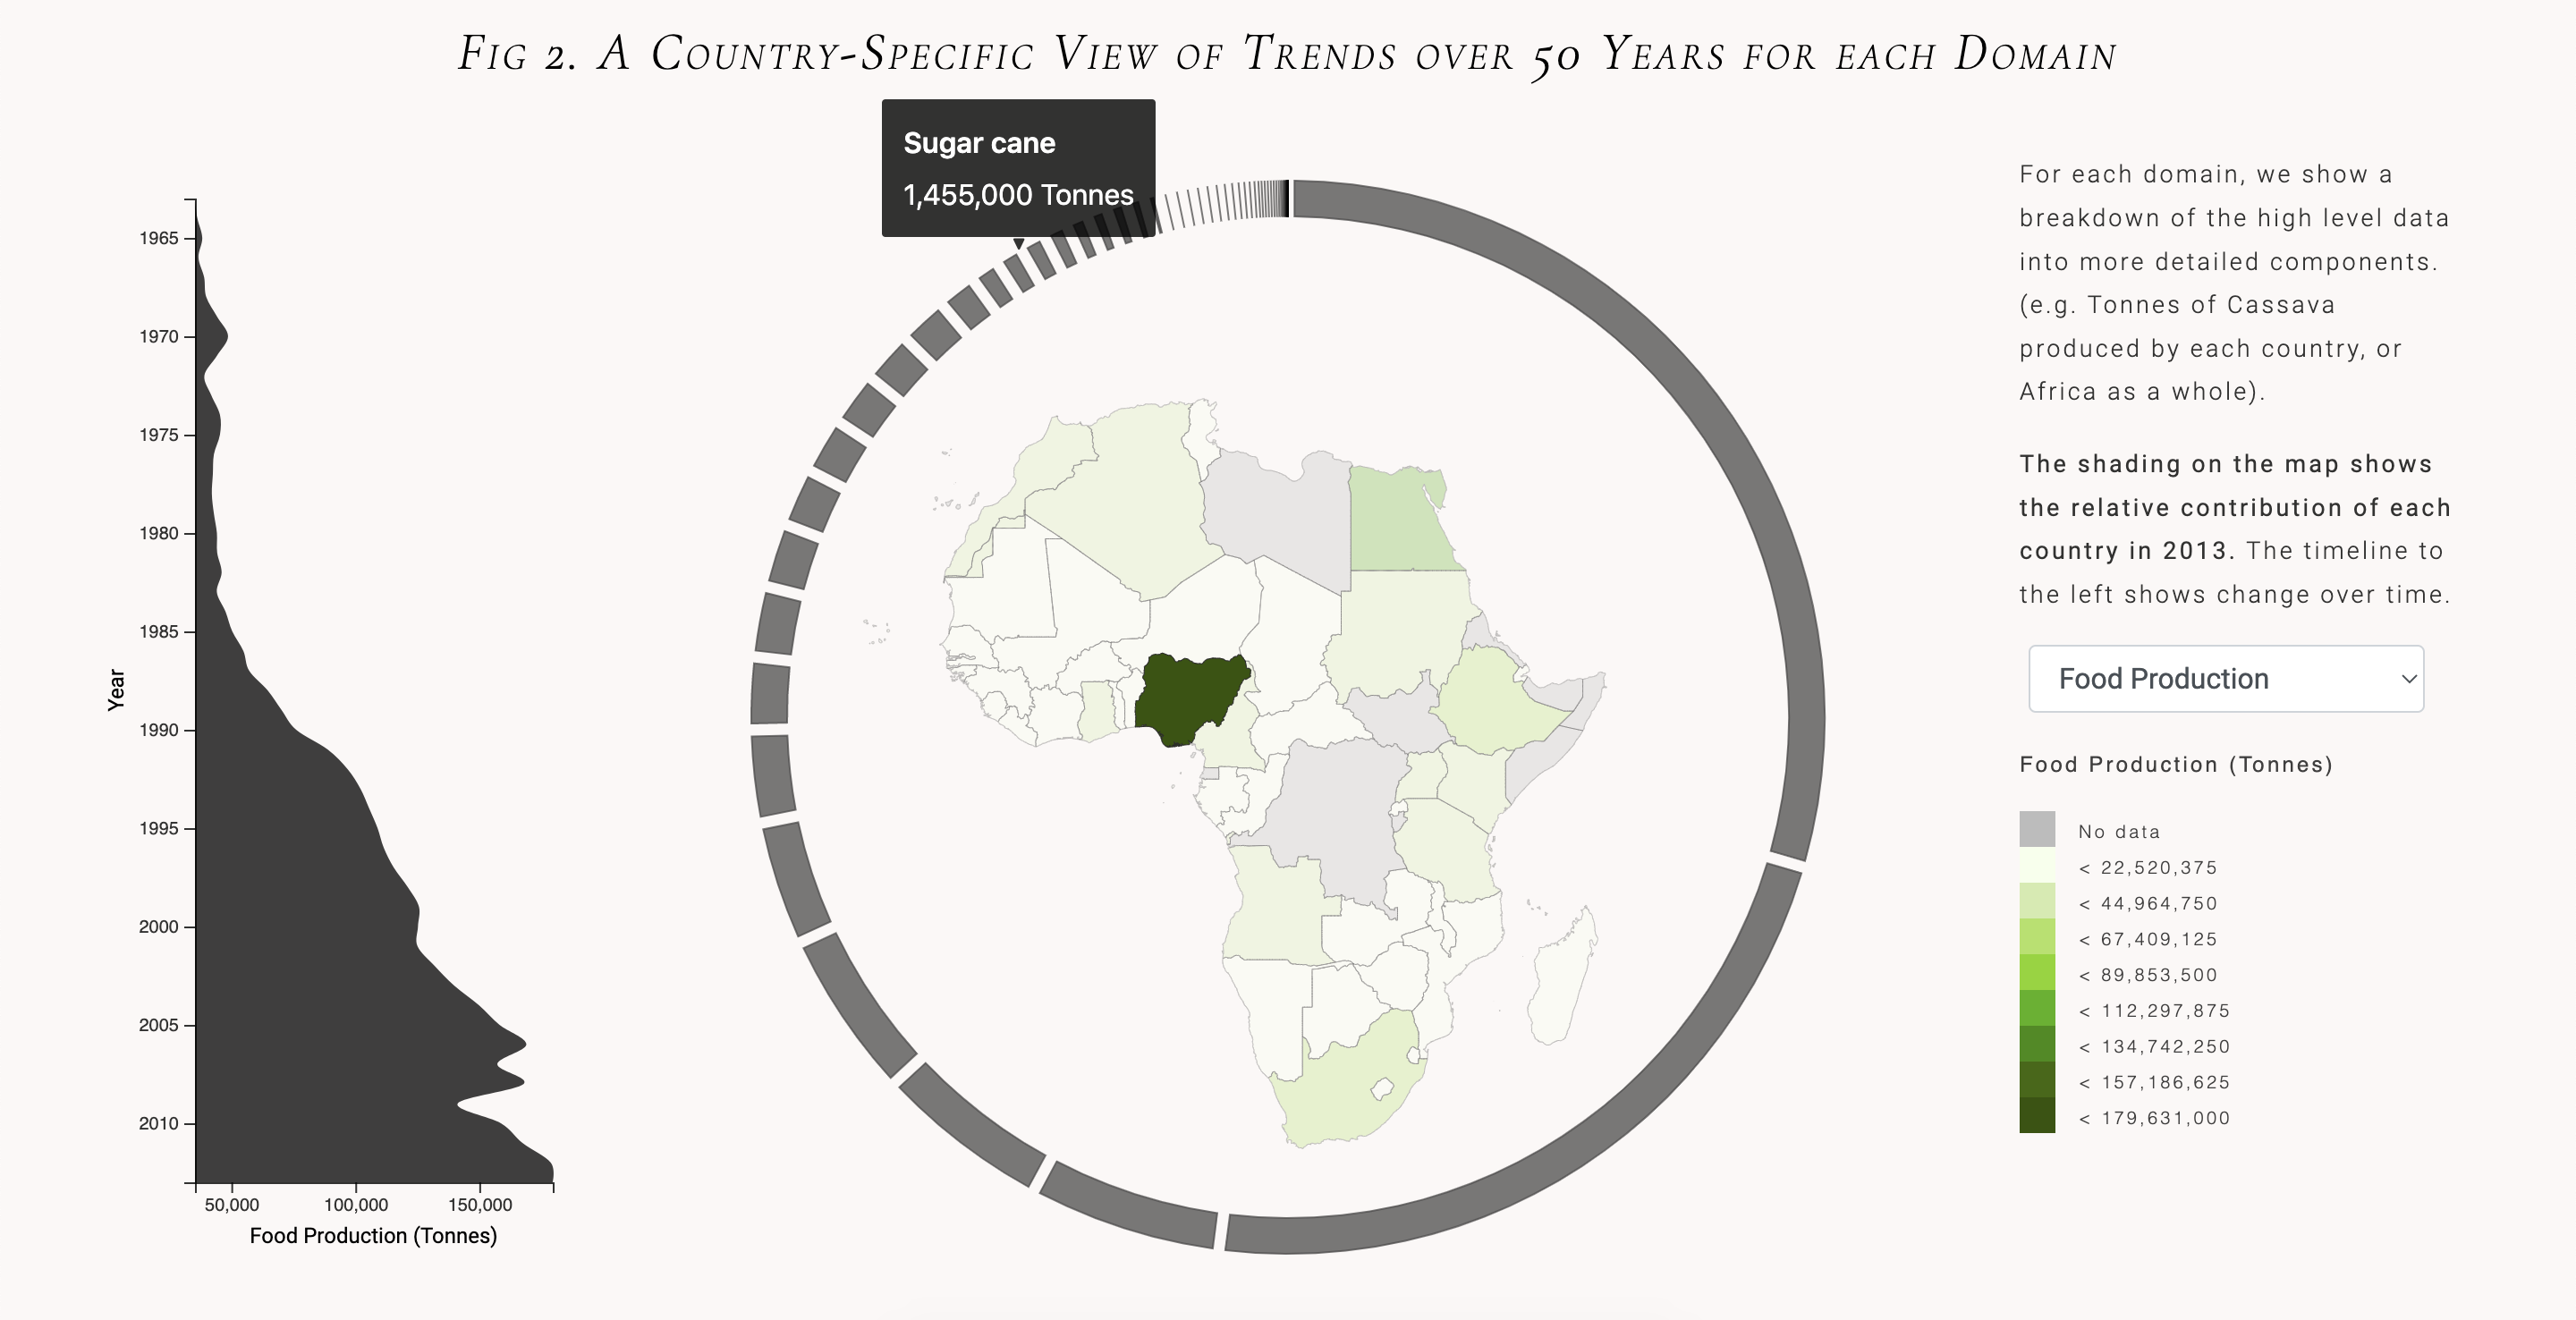 Fig 2. A Country-Specific View of Trends over 50 Years for each Domain
Sugar cane
1,455,000 Tonnes
1965
1970
1975
1980
1985
1990
1995
2000
2005
2010
Year
50,000
100,000
150,000
Food Production (Tonnes)
For each domain, we show a
breakdown of the high level data
into more detailed components.
(e.g. Tonnes of Cassava
produced by each country, or
Africa as a whole).
The shading on the map shows
the relative contribution of each
country in 2013. The timeline to
the left shows change over time.
Food Production
Food Production (Tonnes)
No data
< 22,520,375
< 44,964,750
< 67,409,125
< 89,853,500
< 112,297,875
< 134,742,250
< 157,186,625
< 179,631,000